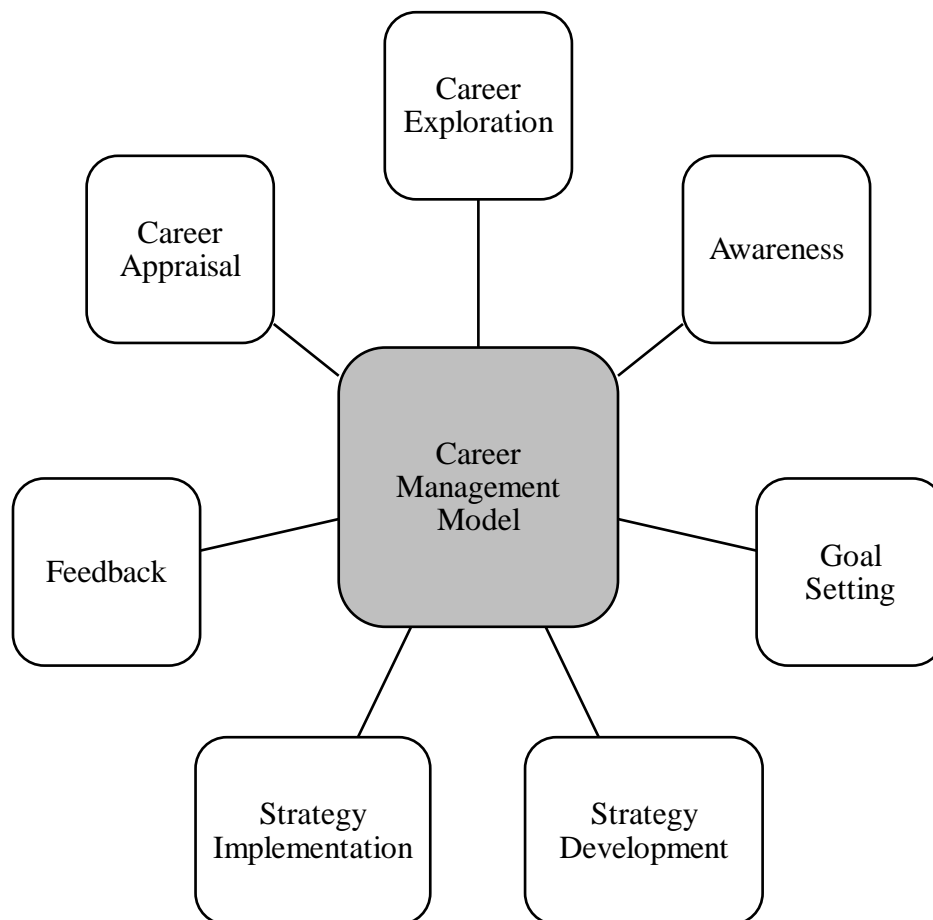 Career
Exploration
Awareness
Goal
Setting
Strategy
Development
Strategy
Implementation
Feedback
Career
Appraisal
Career
Management
Model